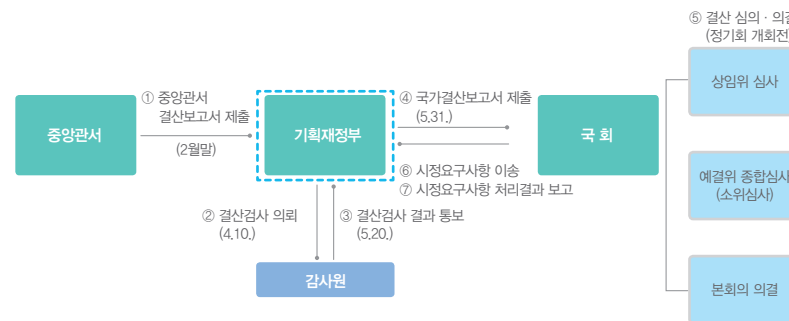 ⑤ 결산 심의 · 의결
(정기회 개회전)
상임위 심사
① 중앙관서
결산보고서 제출
(2월말)
④ 국가결산보고서 제출
(5.31.)
중앙관서
기획재정부
국 회
⑥ 시정요구사항 이송
⑦ 시정요구사항 처리결과 보고
예결위 종합심사
(소위심사)
② 결산검사 의뢰
(4.10.)
③ 결산검사 결과 통보
(5.20.)
감사원
본회의 의결